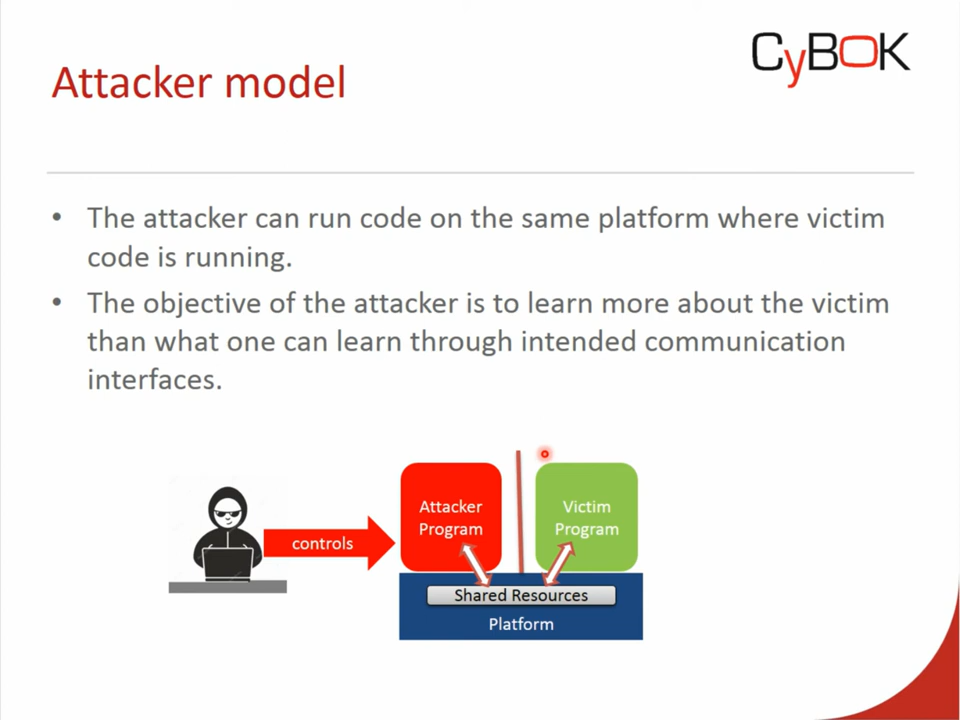 CyBOK
Attacker model
• The attacker can run code on the same platform where victim
code is running.
• The objective of the attacker is to learn more about the victim
than what one can learn through intended communication
interfaces.
controls
Attacker
Program
Victim
Program
Shared Resources
Platform